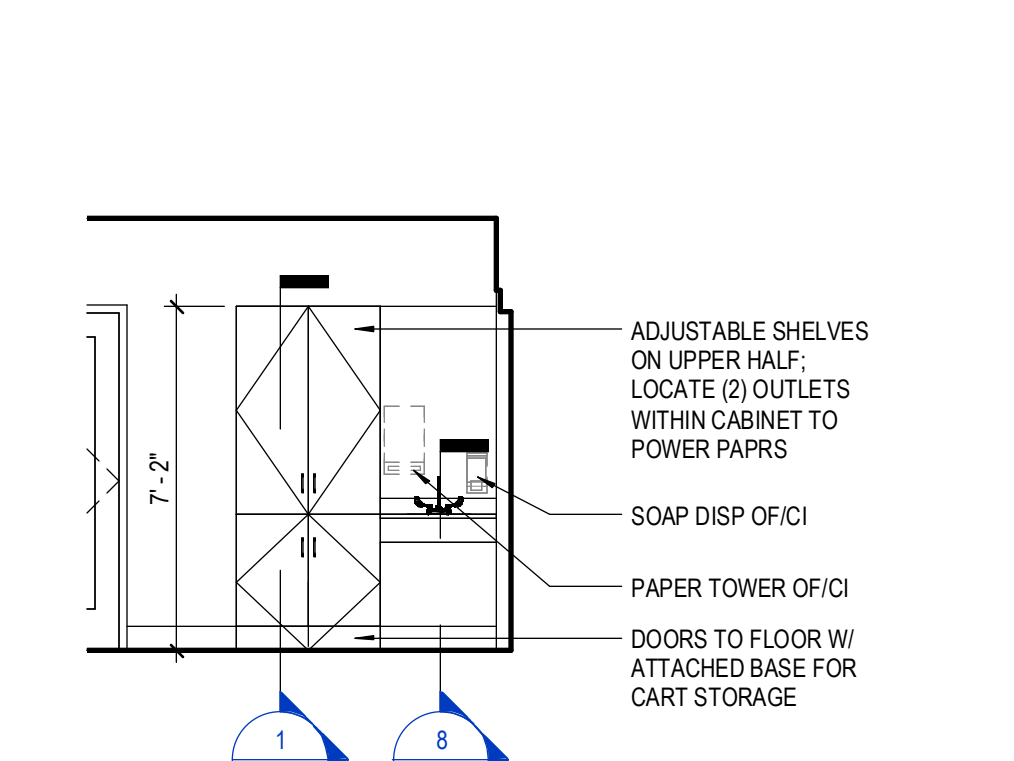 ADJUSTABLE SHELVES
ON UPPER HALF;
LOCATE (2) OUTLETS
WITHIN CABINET TO
POWER PAPRS
7' - 2"
SOAP DISP OF/CI
PAPER TOWER OF/CI
DOORS TO FLOOR W/
ATTACHED BASE FOR
CART STORAGE
1
8